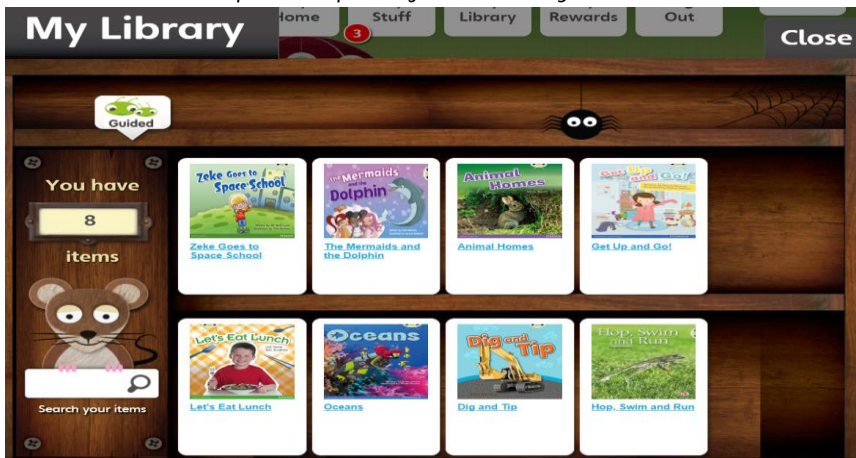 My Library
Home
Stuff
Library
Rewards
Out
3
Close
Guided
You have
8
items
Search your items
Zeke Goes to
Space School
Zeke Goes to
Space School
The Mermaids
and the
Dolphin
The Mermaids and
the Dolphin
Animal
Homes
Animal Homes
Get Up
and Go!
Get Up and Go!
Let's Eat Lunch
Let's Eat Lunch
Oceans
Oceans
Dig and
Tip
Dig and Tip
Hop, Swim
and Run
Hop, Swim and Run